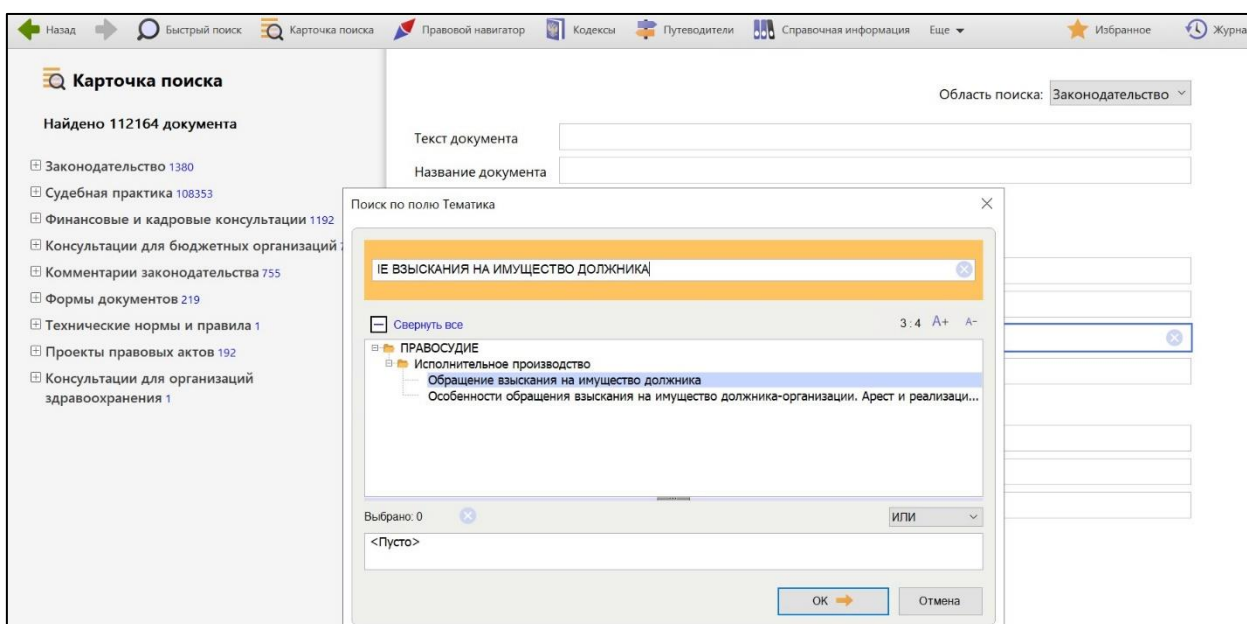 Назад Быстрый поиск Карточка поиска Правовой навигатор Кодексы Путеводители Справочная информация Еще Избранное Журна
Карточка поиска
Найдено 112164 документа
Законодательство 1380
Судебная практика 108353
Финансовые и кадровые консультации 1192
Консультации для бюджетных организаций
Комментарии законодательства 755
Формы документов 219
Технические нормы и правила 1
Проекты правовых актов 192
Консультации для организаций
здравоохранения 1
Область поиска: Законодательство
Текст документа
Название документа
Поиск по полю Тематика
IE ВЗЫСКАНИЯ НА ИМУЩЕСТВО ДОЛЖНИКА
Свернуть все 3 : 4 A+ A-
ПРАВОСУДИЕ
Исполнительное производство
Обращение взыскания на имущество должника
Особенности обращения взыскания на имущество должника-организации. Арест и реализаци...
Выбрано: 0 ИЛИ
<Пусто>
ОК Отмена